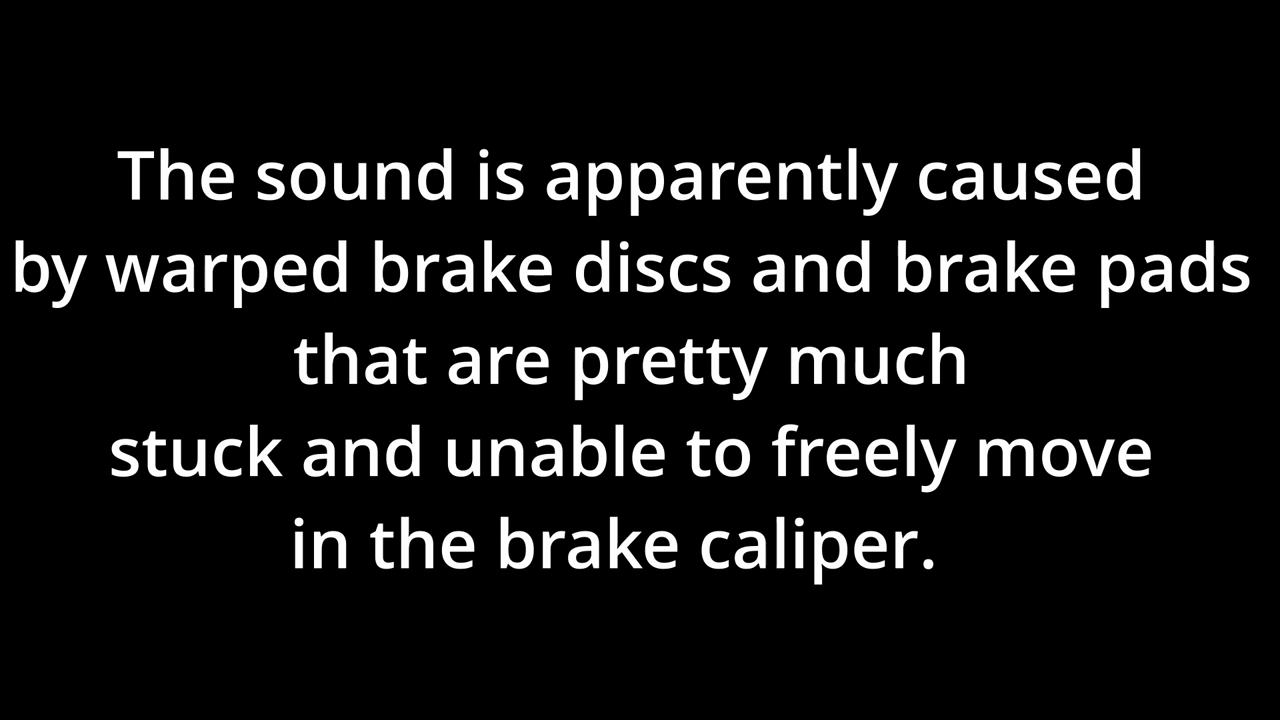 The sound is apparently caused
by warped brake discs and brake pads
that are pretty much
stuck and unable to freely move
in the brake caliper.